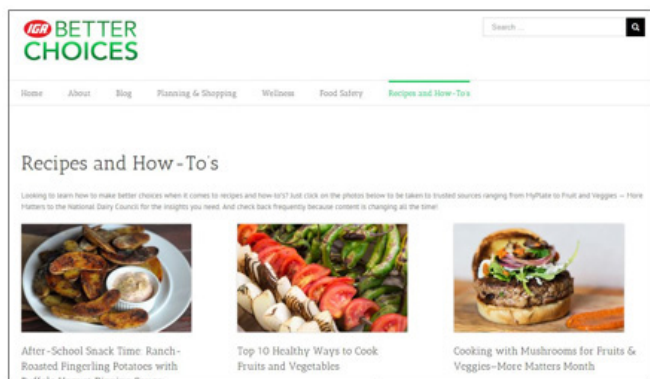 IGA BETTER
CHOICES
Search ...
Home About Blog Planning & Shopping Wellness Food Safety Recipes and How-To's
Recipes and How-To's
Looking to learn how to make better choices when it comes to recipes and how-to's? Just click on the photos below to be taken to trusted sources ranging from MyPlate to Fruit and Veggies — More
Matters to the National Dairy Council for the insights you need. And check back frequently because content is changing all the time!
After-School Snack Time: Ranch-
Roasted Fingerling Potatoes with
Top 10 Healthy Ways to Cook
Fruits and Vegetables
Cooking with Mushrooms for Fruits &
Veggies–More Matters Month